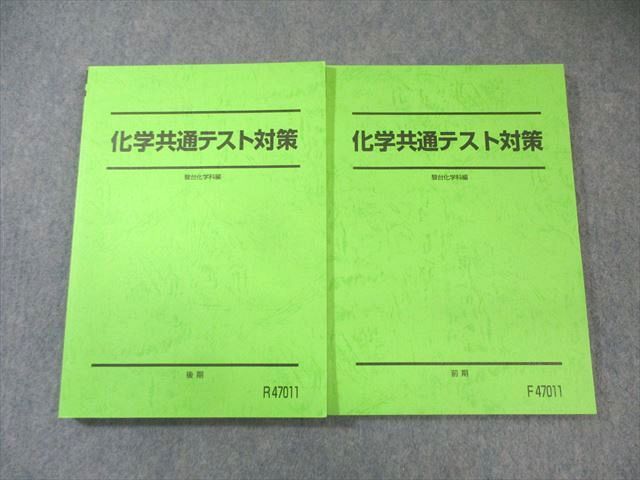 化学共通テスト対策
駿台化学科編
後期
R47011
化学共通テスト対策
駿台化学科編
前期
F47011